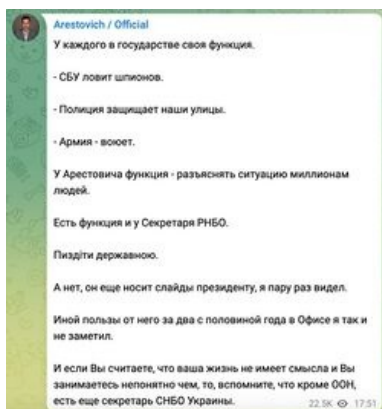 Arestovich / Official
У каждого в государстве своя функция.
- СБУ ловит шпионов.
- Полиция защищает наши улицы.
- Армия - воюет.
У Арестовича функция - разъяснять ситуацию миллионам
людей.
Есть функция и у Секретаря РНБО.
Пиздіти державною.
А нет, он еще носит слайды президенту, я пару раз видел.
Иной пользы от него за два с половиной года в Офисе я так и
не заметил.
И если Вы считаете, что ваша жизнь не имеет смысла и Вы
занимаетесь непонятно чем, то, вспомните, что кроме ООН,
есть еще секретарь СНБО Украины.
22.5K 17:51